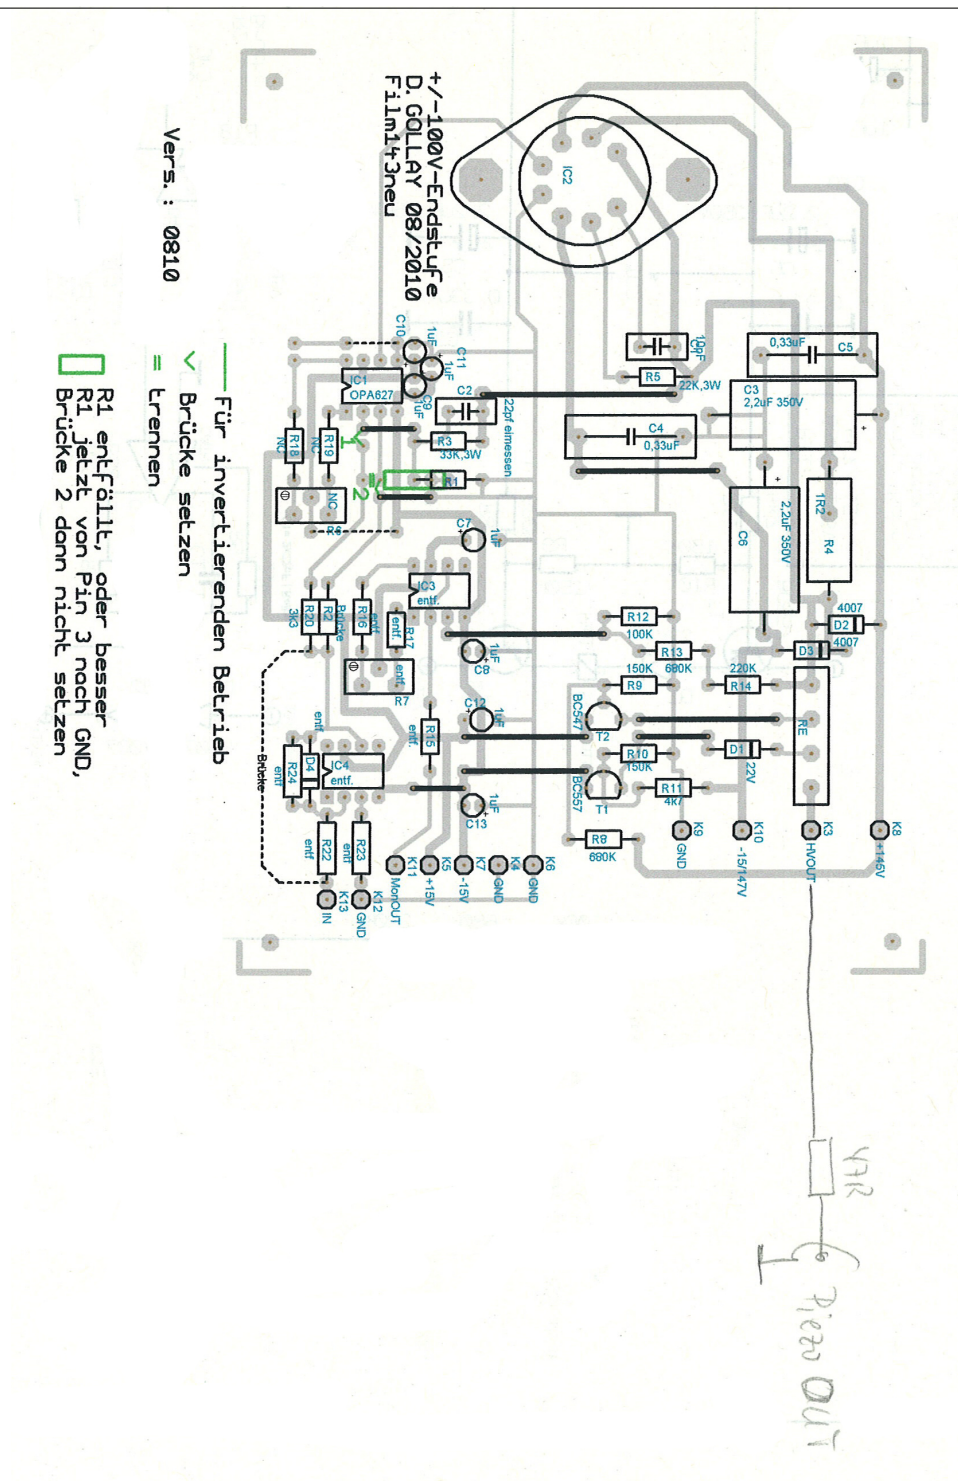 +/-100V-Endstufe
D. GOLLAY 08/2010
Film143neu
Vers.: 0810
Für invertierenden Betrieb
Brücke setzen
= trennen
R1 entfällt, oder besser
R1 jetzt von Pin 3 nach GND,
Brücke 2 dann nicht setzen
IC2
C10
1uF
C11
1uF
C9
1uF
IC1
OPA627
C2
22pf eimessen
R3
33K,3W
R1
1
= 2
R18
NC
R19
NC
NC
R6
10pF
R5
22K,3W
0,33uF
C5
C3
2,2uF 350V
+
C4
0,33uF
+
2,2uF 350V
C6
1R2
R4
C7
1uF
IC3
entf.
R20
3k3
R2
Brücke
R16
entf
R17
entf.
entf.
R7
1uF
C8
C12
1uF
R15
entf.
1uF
C13
R12
100K
R13
680K
150K
R9
220K
R14
BC547
T2
R10
150K
BC557
T1
R11
4k7
R8
680K
4007
D2
4007
D3
D1
22V
RE
entf
R24
entf
D4
IC4
entf.
Brücke
R22
entf
R23
entf
K8
+145V
K3
HVOUT
K10
-15/147V
K9
GND
K6
GND
K4
GND
K7
-15V
K5
+15V
K11
MonOUT
K12
GND
K13
IN
47R
Piezo OUT